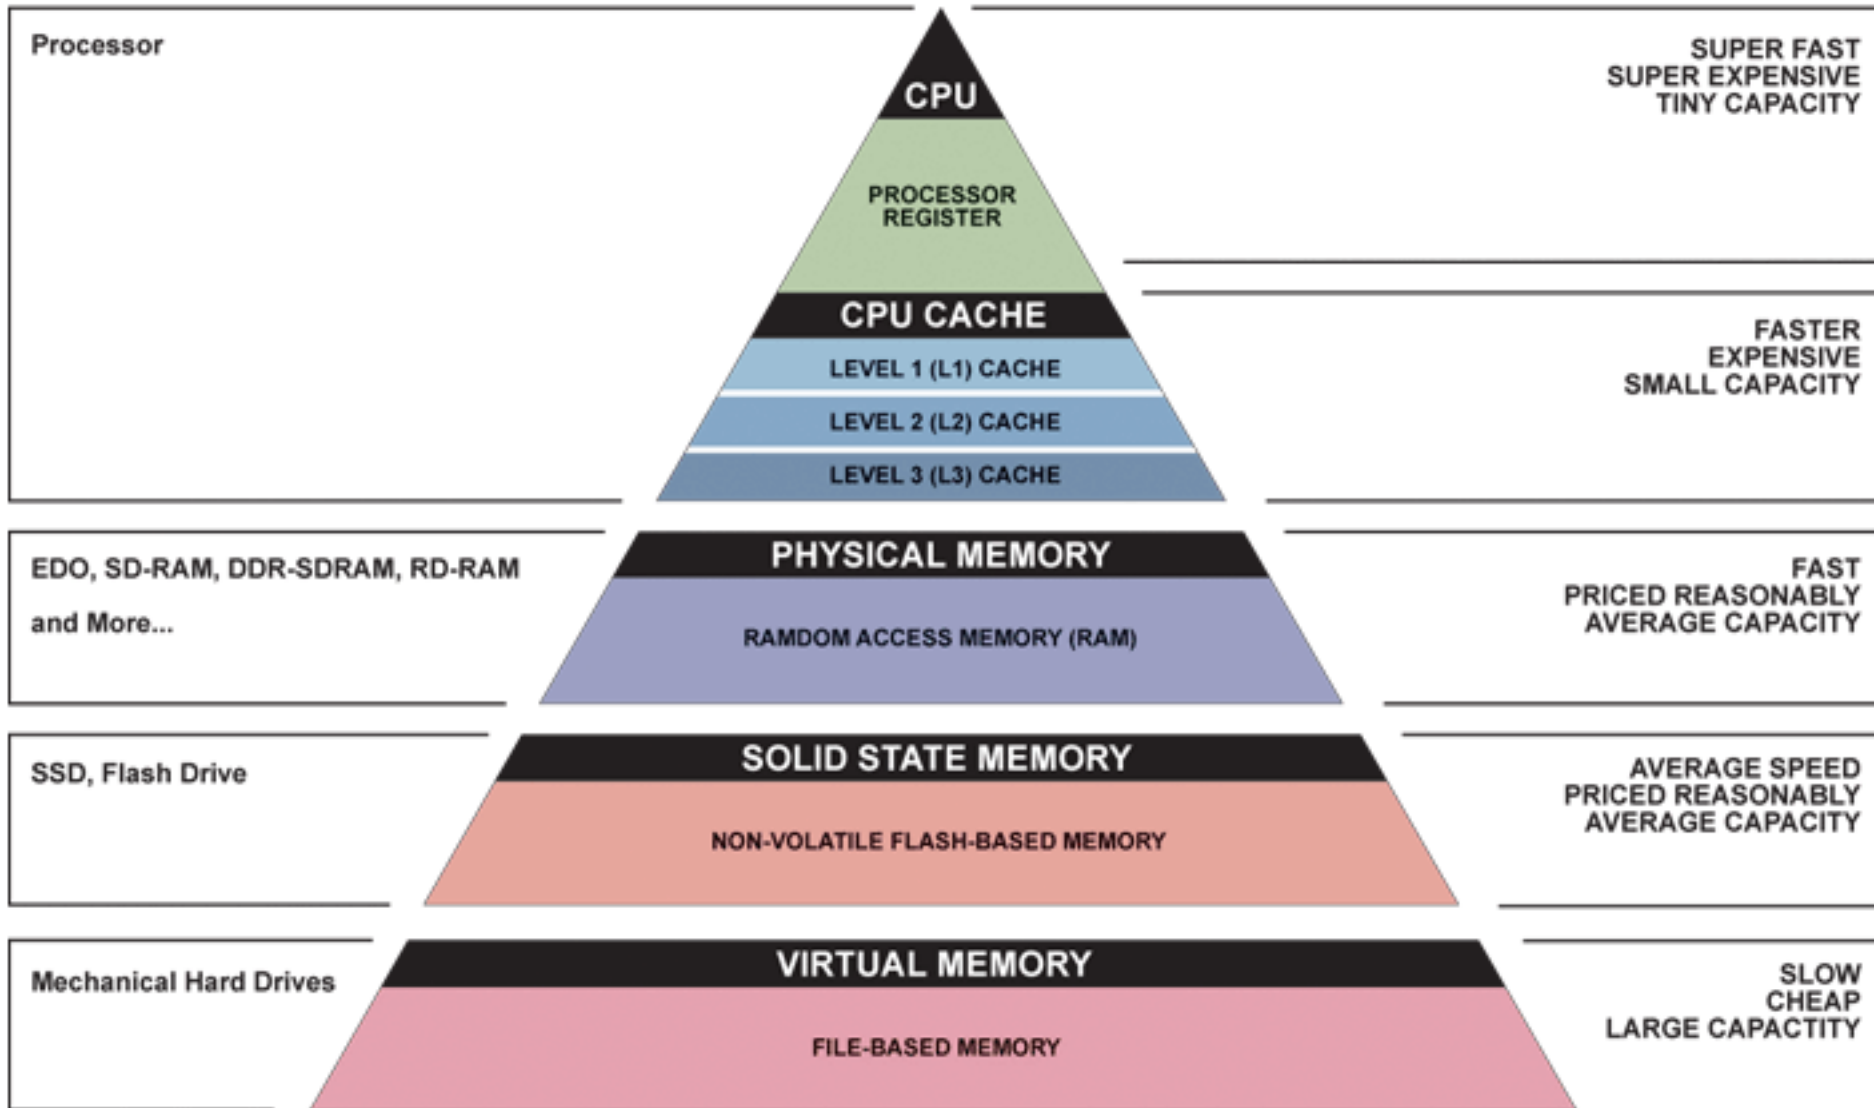 Processor
CPU
SUPER FAST
SUPER EXPENSIVE
TINY CAPACITY
PROCESSOR
REGISTER
CPU CACHE
LEVEL 1 (L1) CACHE
LEVEL 2 (L2) CACHE
LEVEL 3 (L3) CACHE
FASTER
EXPENSIVE
SMALL CAPACITY
EDO, SD-RAM, DDR-SDRAM, RD-RAM
and More...
PHYSICAL MEMORY
RAMDOM ACCESS MEMORY (RAM)
FAST
PRICED REASONABLY
AVERAGE CAPACITY
SSD, Flash Drive
SOLID STATE MEMORY
NON-VOLATILE FLASH-BASED MEMORY
AVERAGE SPEED
PRICED REASONABLY
AVERAGE CAPACITY
Mechanical Hard Drives
VIRTUAL MEMORY
FILE-BASED MEMORY
SLOW
CHEAP
LARGE CAPACTITY